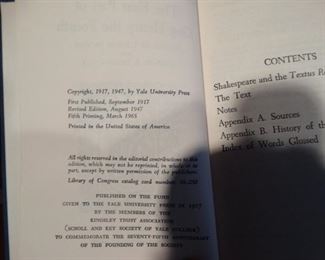 Copyright, 1917, 1947, by Yale University Press
First Published, September 1917
Revised Edition, August 1947
Fifth Printing, March 1965
Printed in the United States of America
All rights reserved in the editorial contributions to this
edition, which may not be reprinted, in whole or in
part, except by written permission of the publishers.
Library of Congress catalog card number:
PUBLISHED ON THE FUND
GIVEN TO THE YALE UNIVERSITY PRESS IN 1917
BY THE MEMBERS OF THE
KINGSLEY TRUST ASSOCIATION
(SCROLL AND KEY SOCIETY OF YALE COLLEGE)
TO COMMEMORATE THE SEVENTY-FIFTH ANNIVERSARY
OF THE FOUNDING OF THE SOCIETY
CONTENTS
Shakespeare and the Textus
The Text
Notes
Appendix A. Sources
Appendix B. History of the
Index of Words Glossed